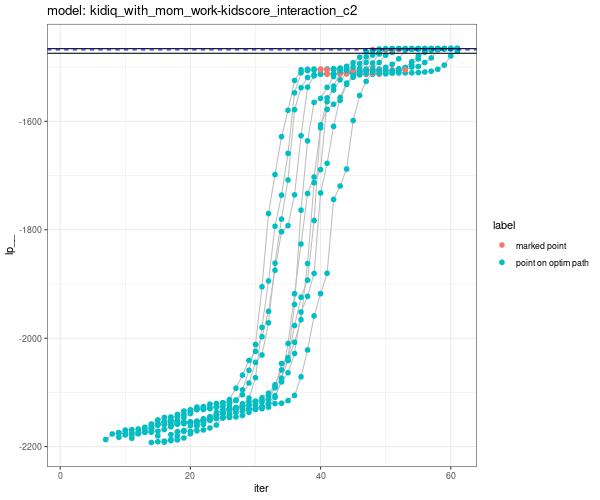 model: kidiq_with_mom_work-kidscore_interaction_c2
lp__
-1600
-1800
-2000
-2200
0
20
40
60
iter
label
marked point
point on optim path